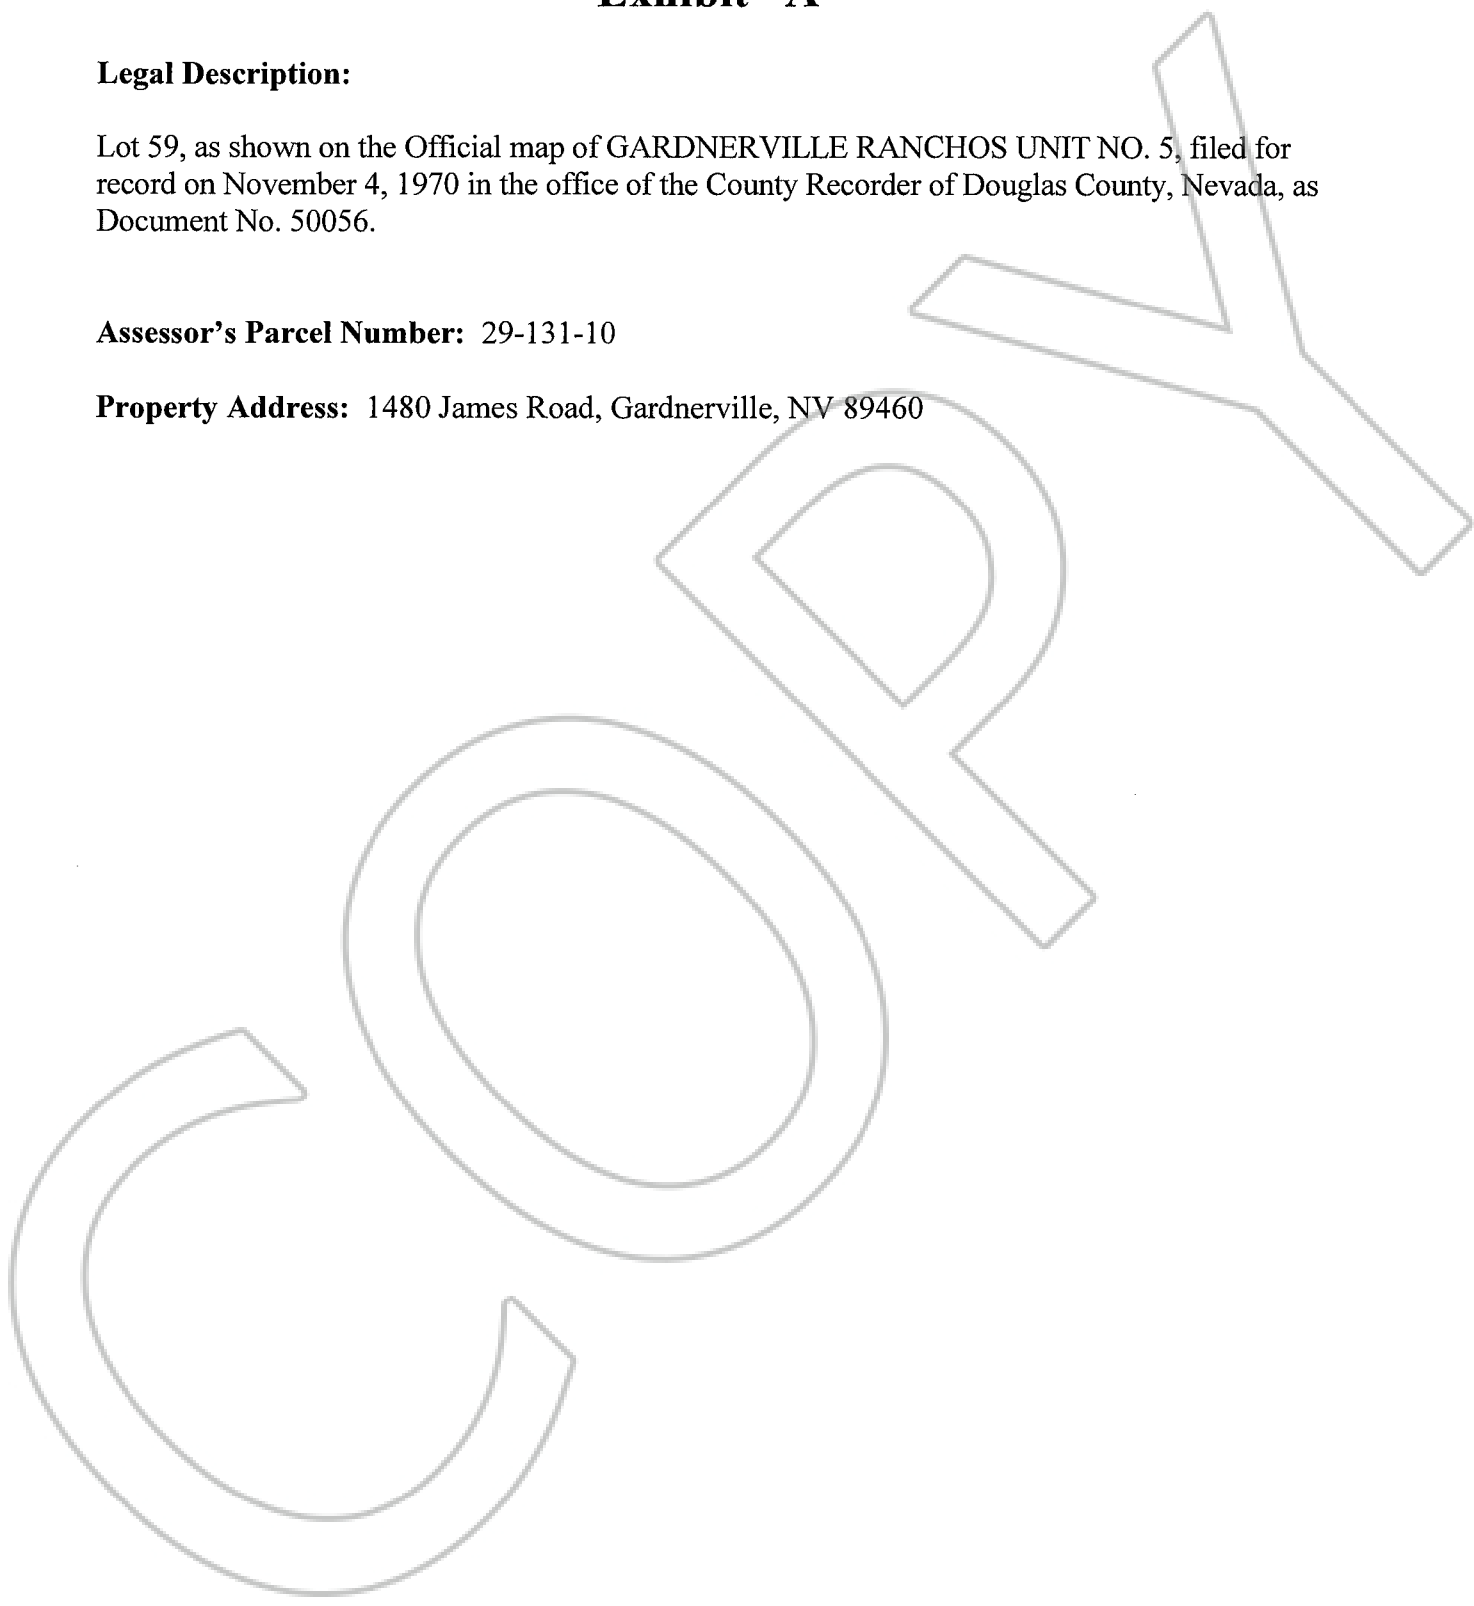 Exhibit "A"
Legal Description:
Lot 59, as shown on the Official map of GARDNERVILLE RANCHOS UNIT NO. 5, filed for
record on November 4, 1970 in the office of the County Recorder of Douglas County, Nevada, as
Document No. 50056.
Assessor's Parcel Number: 29-131-10
Property Address: 1480 James Road, Gardnerville, NV 89460
COPY